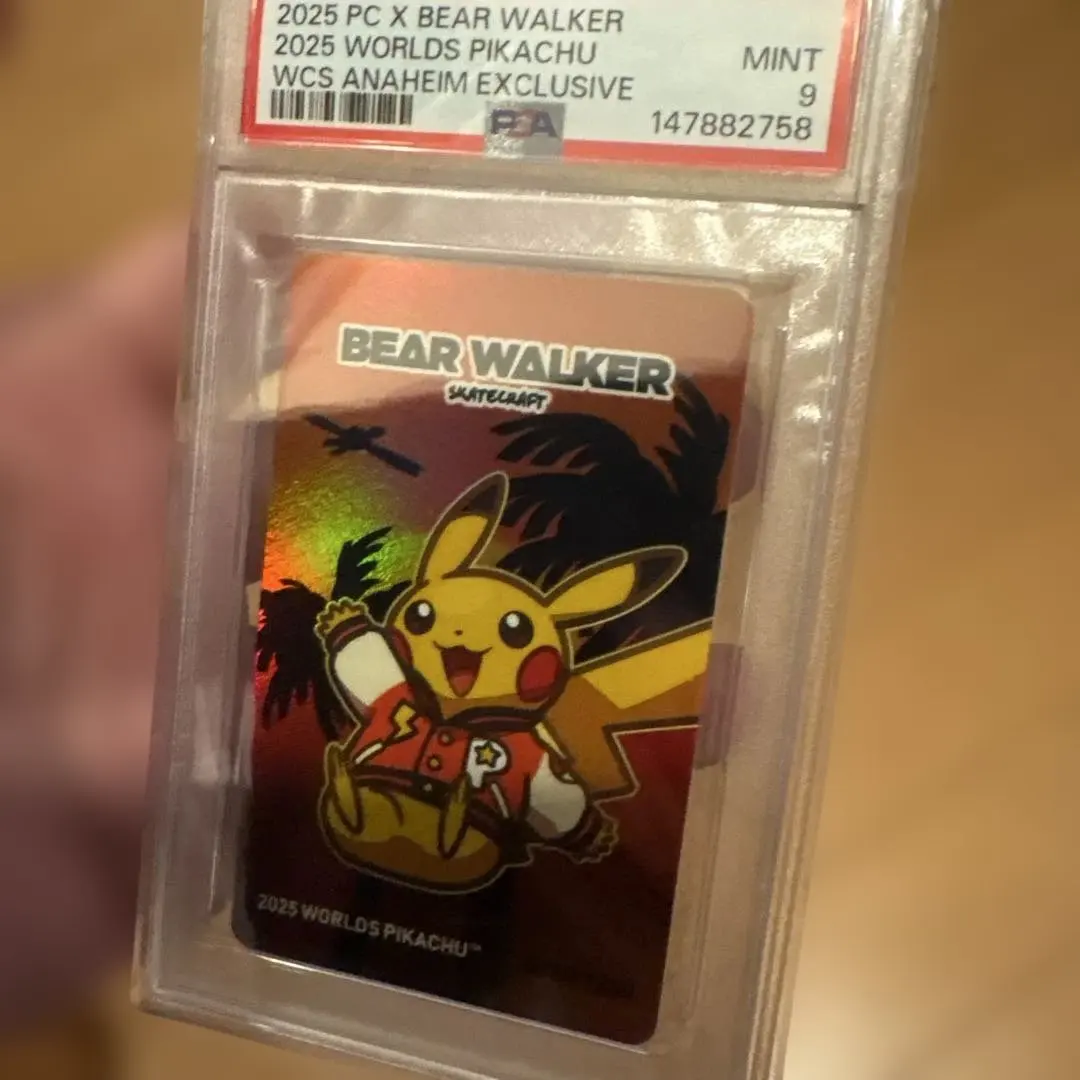 2025 PC X BEAR WALKER
2025 WORLDS PIKACHU MINT
WCS ANAHEIM EXCLUSIVE 9
PSA 147882758
BEAR WALKER
SKATECRAFT
P
2025 WORLDS PIKACHU™